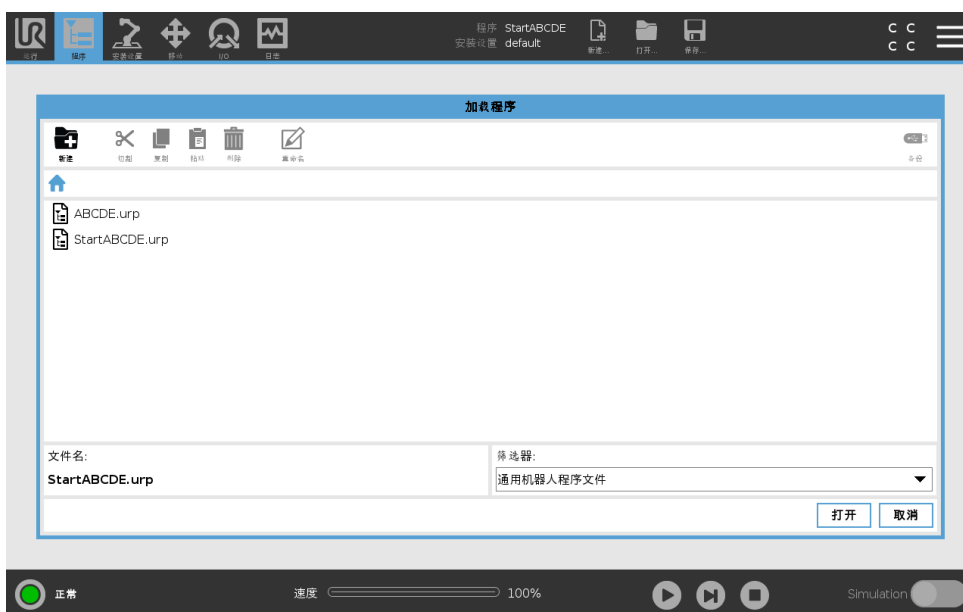 程序 StartABCDE
安装设置 default
C C
C C
运行
程序
安装设置
移动
I/O
日志
新建...
打开...
保存...
加载程序
新建
切割
复制
粘贴
删除
重命名
备份
ABCDE.urp
StartABCDE.urp
文件名:
筛选器:
StartABCDE.urp
通用机器人程序文件
打开
取消
正常
速度
100%
Simulation